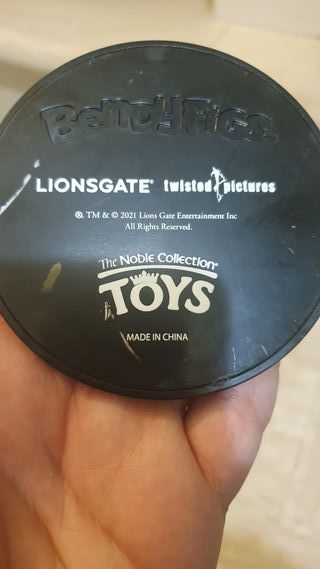 BendyFigs
LIONSGATE® twisted pictures
®, TM & © 2021 Lions Gate Entertainment Inc
All Rights Reserved.
The Noble Collection®
TOYS
MADE IN CHINA